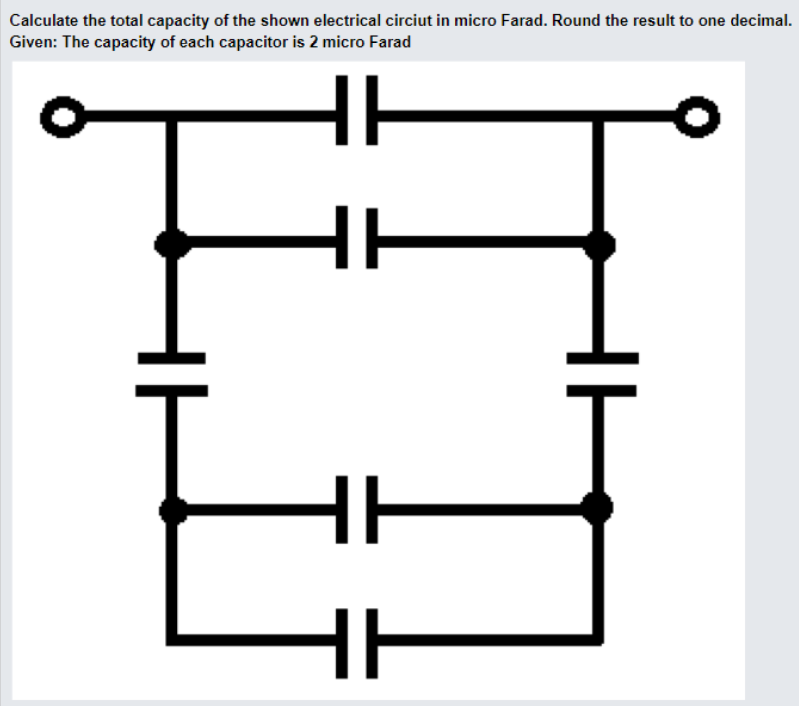 Calculate the total capacity of the shown electrical circiut in micro Farad. Round the result to one decimal.
Given: The capacity of each capacitor is 2 micro Farad